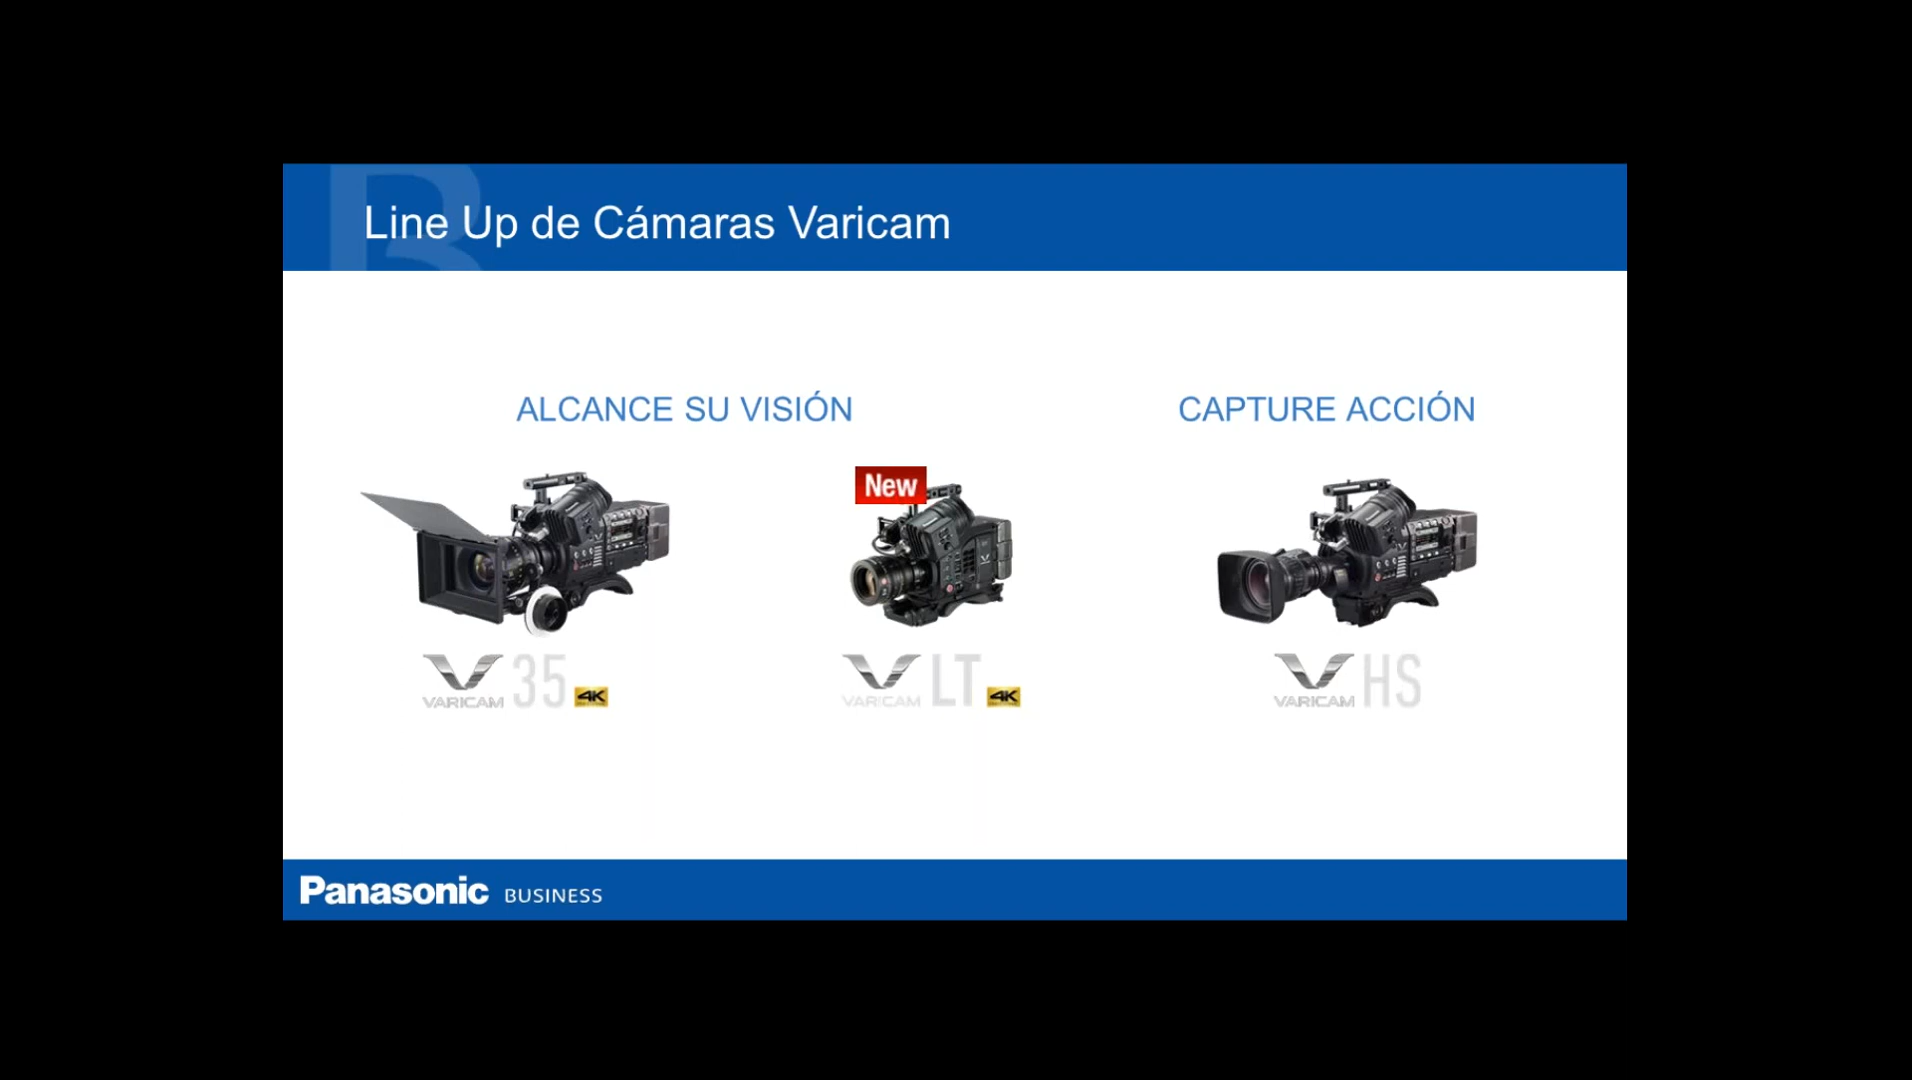 Line Up de Cámaras Varicam
ALCANCE SU VISIÓN
CAPTURE ACCIÓN
New
VARICAM 35 4K
VARICAM LT 4K
VARICAM HS
Panasonic BUSINESS